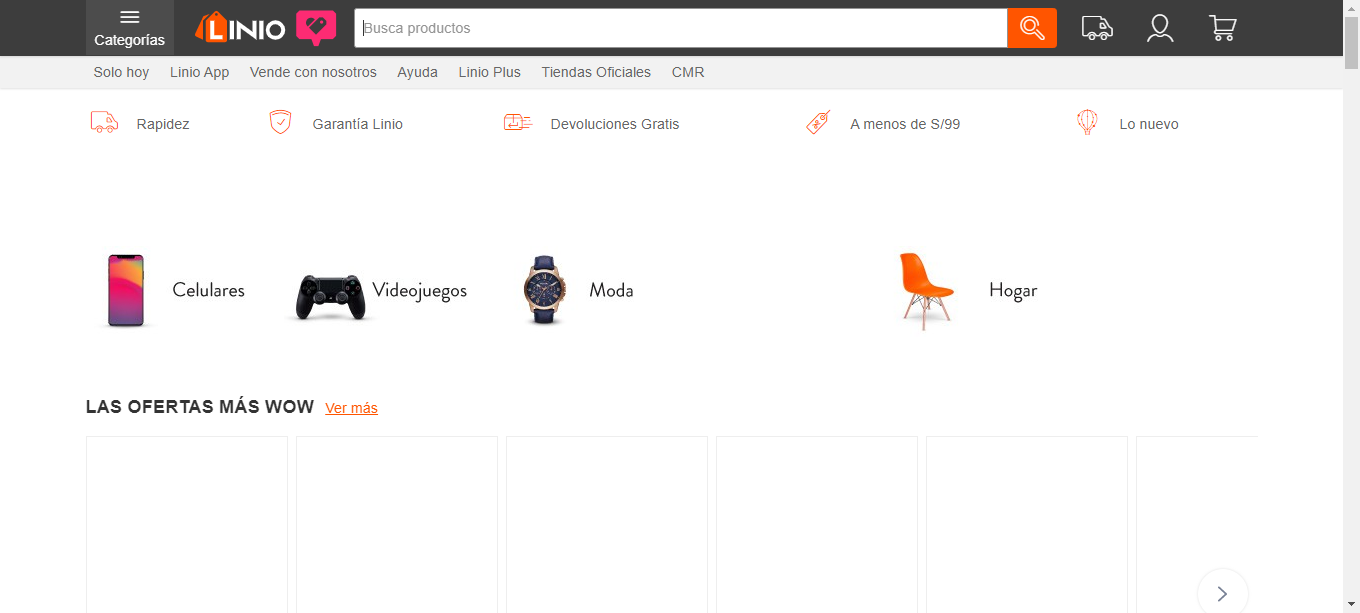 Categorías
LINIO
Busca productos
Solo hoy Linio App Vende con nosotros Ayuda Linio Plus Tiendas Oficiales CMR
Rapidez Garantía Linio Devoluciones Gratis A menos de S/99 Lo nuevo
Celulares Videojuegos Moda Hogar
LAS OFERTAS MÁS WOW Ver más